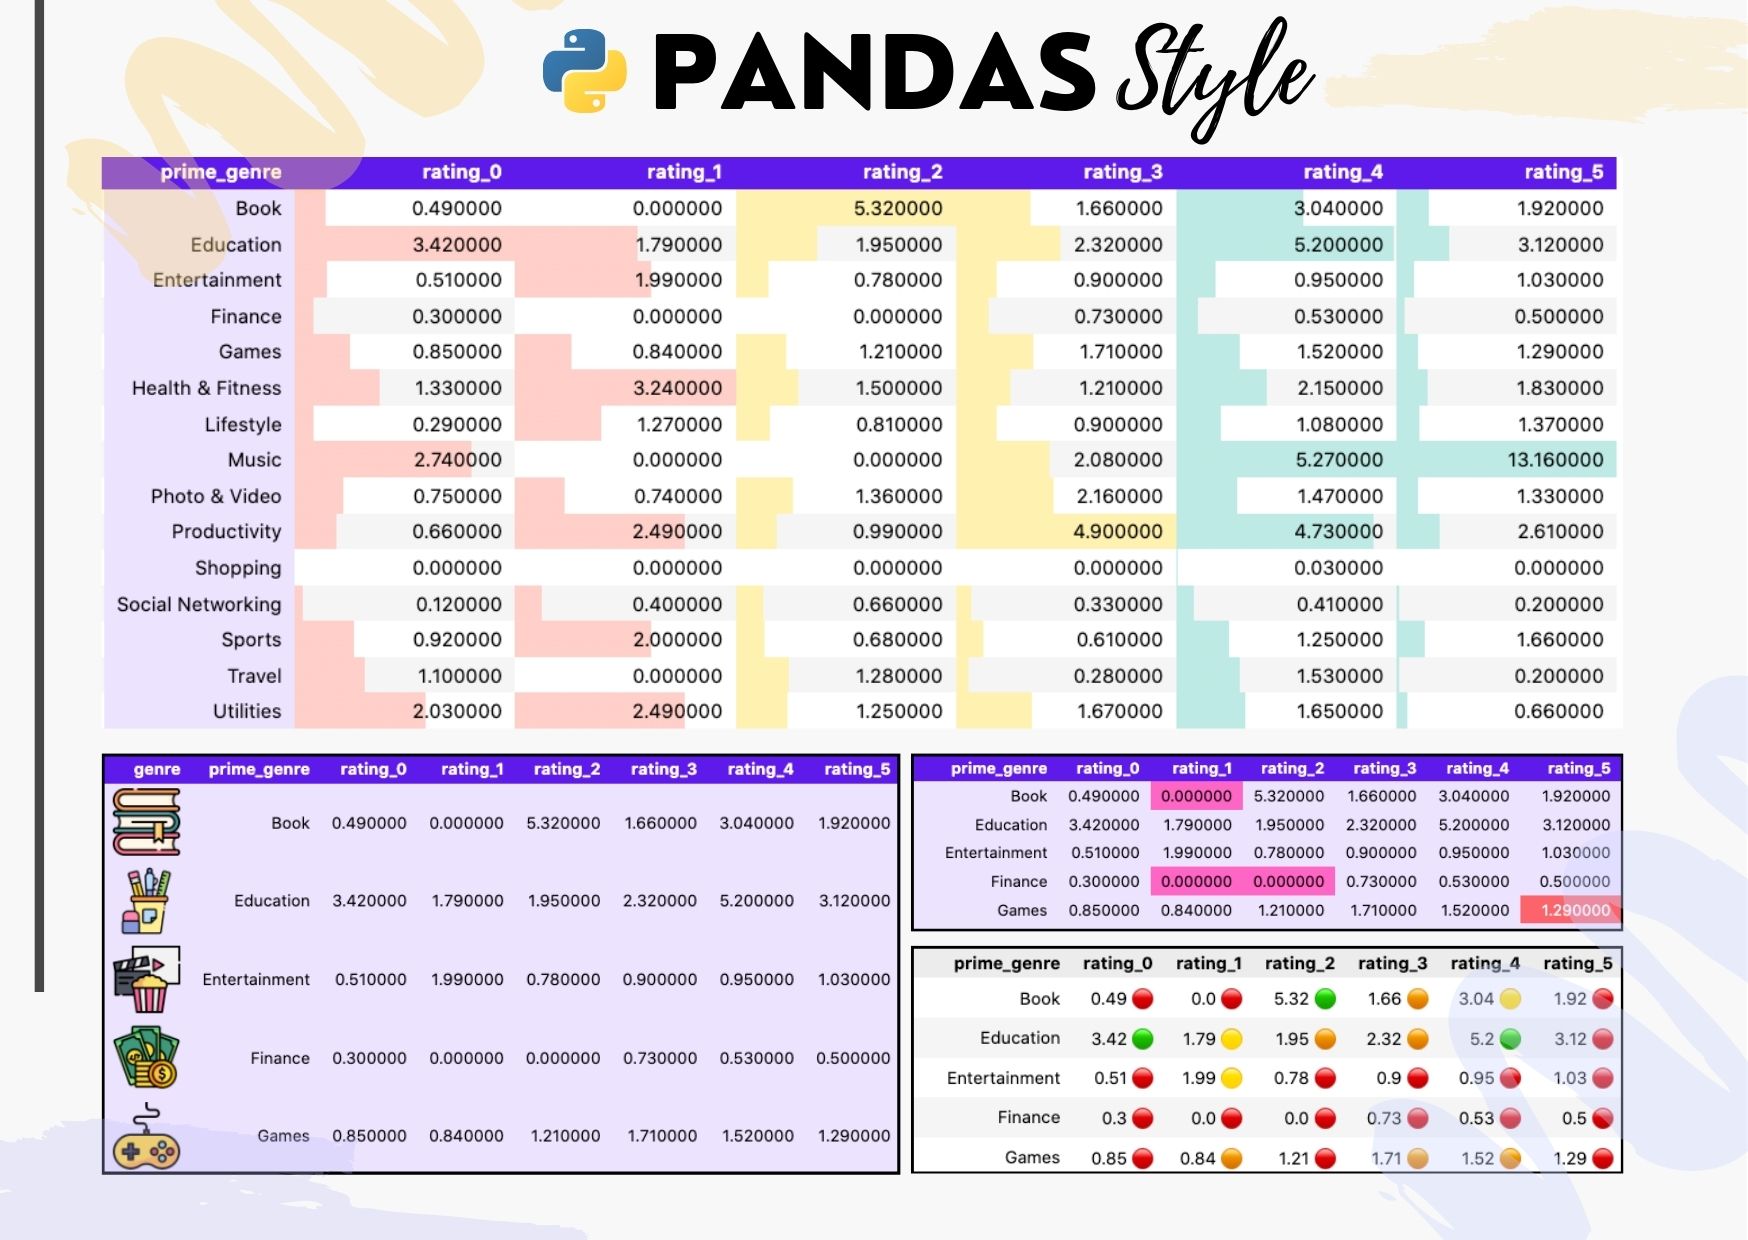 PANDAS Style
prime_genre rating_0 rating_1 rating_2 rating_3 rating_4 rating_5
Book 0.490000 0.000000 5.320000 1.660000 3.040000 1.920000
Education 3.420000 1.790000 1.950000 2.320000 5.200000 3.120000
Entertainment 0.510000 1.990000 0.780000 0.900000 0.950000 1.030000
Finance 0.300000 0.000000 0.000000 0.730000 0.530000 0.500000
Games 0.850000 0.840000 1.210000 1.710000 1.520000 1.290000
Health & Fitness 1.330000 3.240000 1.500000 1.210000 2.150000 1.830000
Lifestyle 0.290000 1.270000 0.810000 0.900000 1.080000 1.370000
Music 2.740000 0.000000 0.000000 2.080000 5.270000 13.160000
Photo & Video 0.750000 0.740000 1.360000 2.160000 1.470000 1.330000
Productivity 0.660000 2.490000 0.990000 4.900000 4.730000 2.610000
Shopping 0.000000 0.000000 0.000000 0.000000 0.030000 0.000000
Social Networking 0.120000 0.400000 0.660000 0.330000 0.410000 0.200000
Sports 0.920000 2.000000 0.680000 0.610000 1.250000 1.660000
Travel 1.100000 0.000000 1.280000 0.280000 1.530000 0.200000
Utilities 2.030000 2.490000 1.250000 1.670000 1.650000 0.660000
genre prime_genre rating_0 rating_1 rating_2 rating_3 rating_4 rating_5
Book 0.490000 0.000000 5.320000 1.660000 3.040000 1.920000
Education 3.420000 1.790000 1.950000 2.320000 5.200000 3.120000
Entertainment 0.510000 1.990000 0.780000 0.900000 0.950000 1.030000
Finance 0.300000 0.000000 0.000000 0.730000 0.530000 0.500000
Games 0.850000 0.840000 1.210000 1.710000 1.520000 1.290000
prime_genre rating_0 rating_1 rating_2 rating_3 rating_4 rating_5
Book 0.490000 0.000000 5.320000 1.660000 3.040000 1.920000
Education 3.420000 1.790000 1.950000 2.320000 5.200000 3.120000
Entertainment 0.510000 1.990000 0.780000 0.900000 0.950000 1.030000
Finance 0.300000 0.000000 0.000000 0.730000 0.530000 0.500000
Games 0.850000 0.840000 1.210000 1.710000 1.520000 1.290000
prime_genre rating_0 rating_1 rating_2 rating_3 rating_4 rating_5
Book 0.49 0.0 5.32 1.66 3.04 1.92
Education 3.42 1.79 1.95 2.32 5.2 3.12
Entertainment 0.51 1.99 0.78 0.9 0.95 1.03
Finance 0.3 0.0 0.0 0.73 0.53 0.5
Games 0.85 0.84 1.21 1.71 1.52 1.29